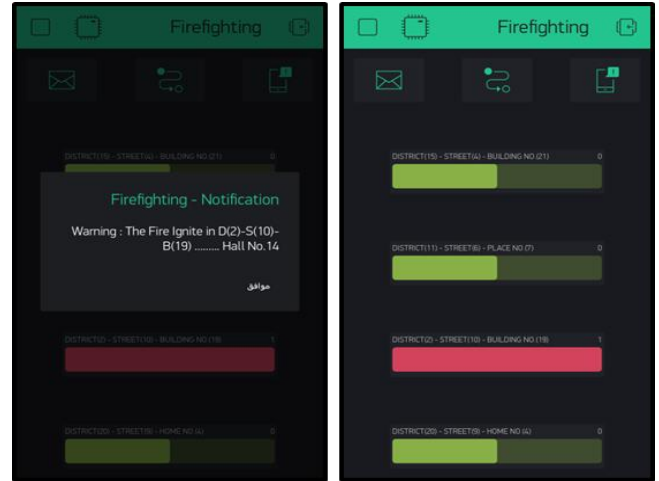 Firefighting
DISTRICT(15) - STREET(4) - BUILDING NO.(21) 0
Firefighting - Notification
Warning : The Fire Ignite in D(2)-S(10)-
B(19) ......... Hall No.14
موافق
DISTRICT(2) - STREET(10) - BUILDING NO.(19) 1
DISTRICT(20) - STREET(9) - HOME NO.(4) 0
Firefighting
DISTRICT(15) - STREET(4) - BUILDING NO.(21) 0
DISTRICT(11) - STREET(6) - PLACE NO.(7) 0
DISTRICT(2) - STREET(10) - BUILDING NO.(19) 1
DISTRICT(20) - STREET(9) - HOME NO.(4) 0